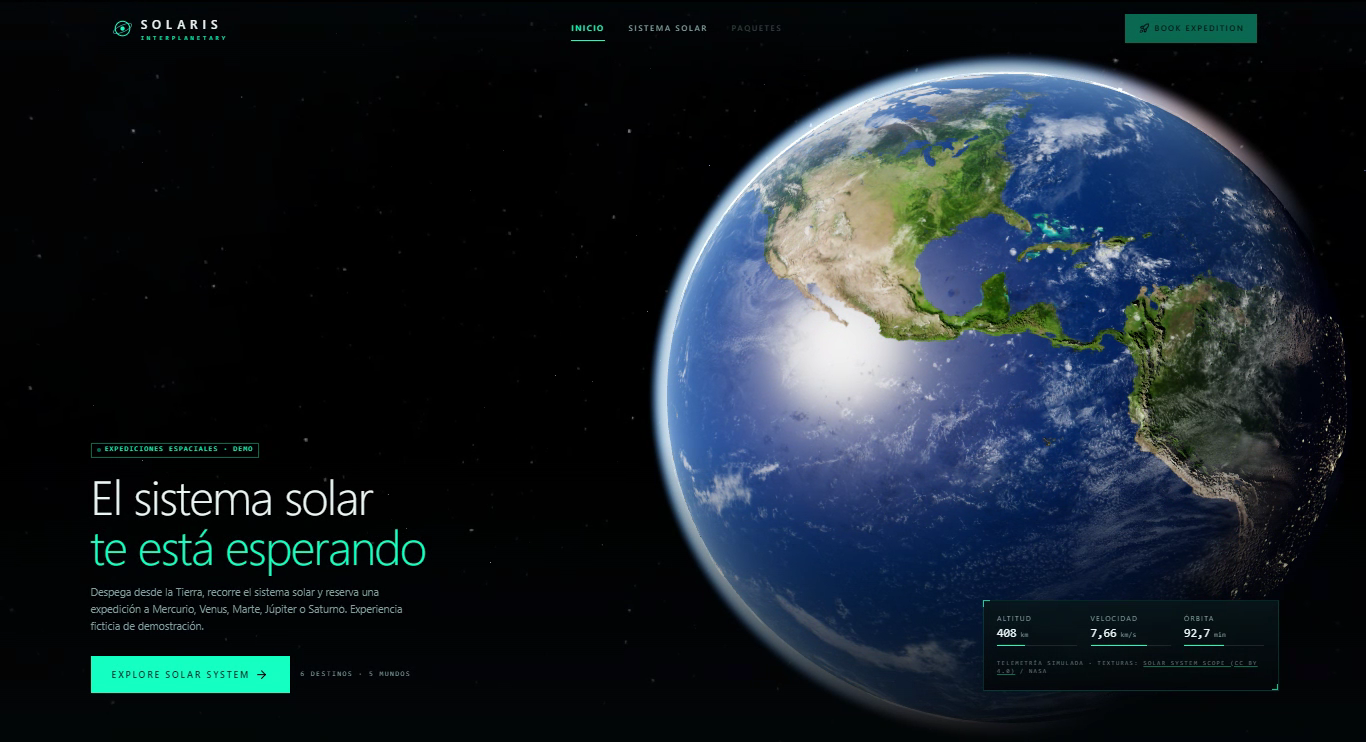 SOLARIS
INTERPLANETARY
INICIO
SISTEMA SOLAR
PAQUETES
BOOK EXPEDITION
EXPEDICIONES ESPACIALES · DEMO
El sistema solar
te está esperando
Despega desde la Tierra, recorre el sistema solar y reserva una
expedición a Mercurio, Venus, Marte, Júpiter o Saturno. Experiencia
ficticia de demostración.
EXPLORE SOLAR SYSTEM →
6 DESTINOS · 5 MUNDOS
ALTITUD
408 km
VELOCIDAD
7,66 km/s
ÓRBITA
92,7 min
TELEMETRÍA SIMULADA · TEXTURAS: SOLAR SYSTEM SCOPE (CC BY
4.0) / NASA